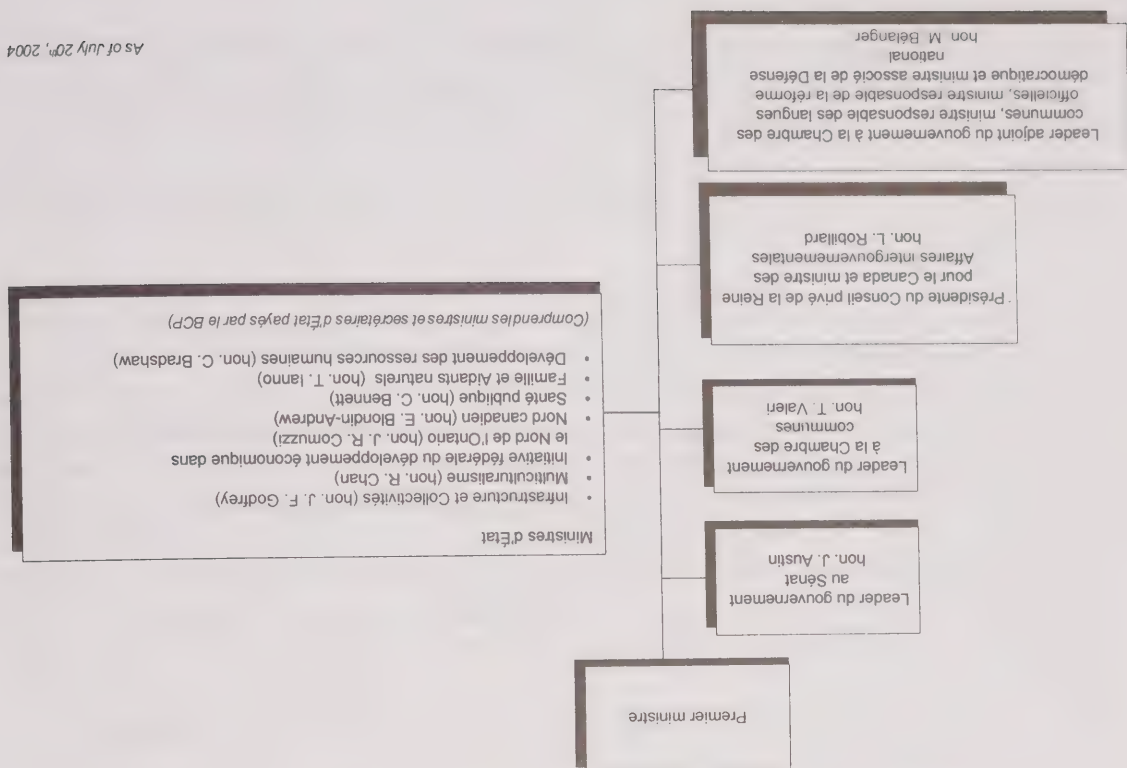 Premier ministre
Leader du gouvernement
au Sénat
hon. J. Austin
Leader du gouvernement
à la Chambre des
communes
hon. T. Valeri
Présidente du Conseil privé de la Reine
pour le Canada et ministre des
Affaires intergouvernementales
hon. L. Robillard
Leader adjoint du gouvernement à la Chambre des
communes, ministre responsable des langues
officielles, ministre responsable de la réforme
démocratique et ministre associé de la Défense
national
hon M. Bélanger
Ministres d'État
• Infrastructure et Collectivités (hon. J. F. Godfrey)
• Multiculturalisme (hon. R. Chan)
• Initiative fédérale du développement économique dans
le Nord de l'Ontario (hon. J. R. Comuzzi)
• Nord canadien (hon. E. Blondin-Andrew)
• Santé publique (hon. C. Bennett)
• Famille et Aidants naturels (hon. T. Ianno)
• Développement des ressources humaines (hon. C. Bradshaw)
(Comprend les ministres et secrétaires d'État payés par le BCP)
As of July 20th, 2004